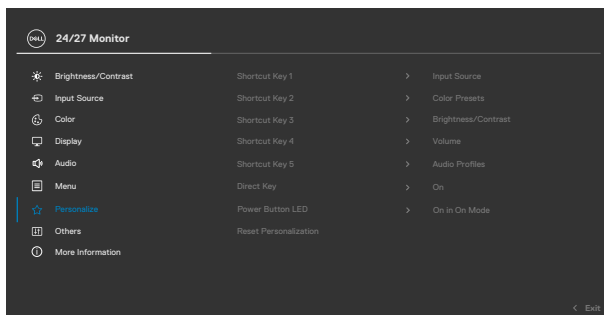 DELL 24/27 Monitor
Brightness/Contrast Shortcut Key 1 > Input Source
Input Source Shortcut Key 2 > Color Presets
Color Shortcut Key 3 > Brightness/Contrast
Display Shortcut Key 4 > Volume
Audio Shortcut Key 5 > Audio Profiles
Menu Direct Key > On
Personalize Power Button LED > On in On Mode
Others Reset Personalization
More Information
< Exit